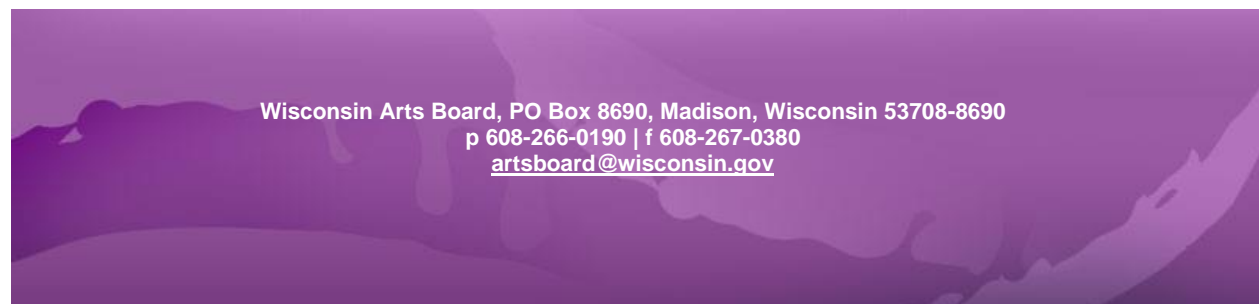 Wisconsin Arts Board, PO Box 8690, Madison, Wisconsin 53708-8690
p 608-266-0190 | f 608-267-0380
artsboard@wisconsin.gov